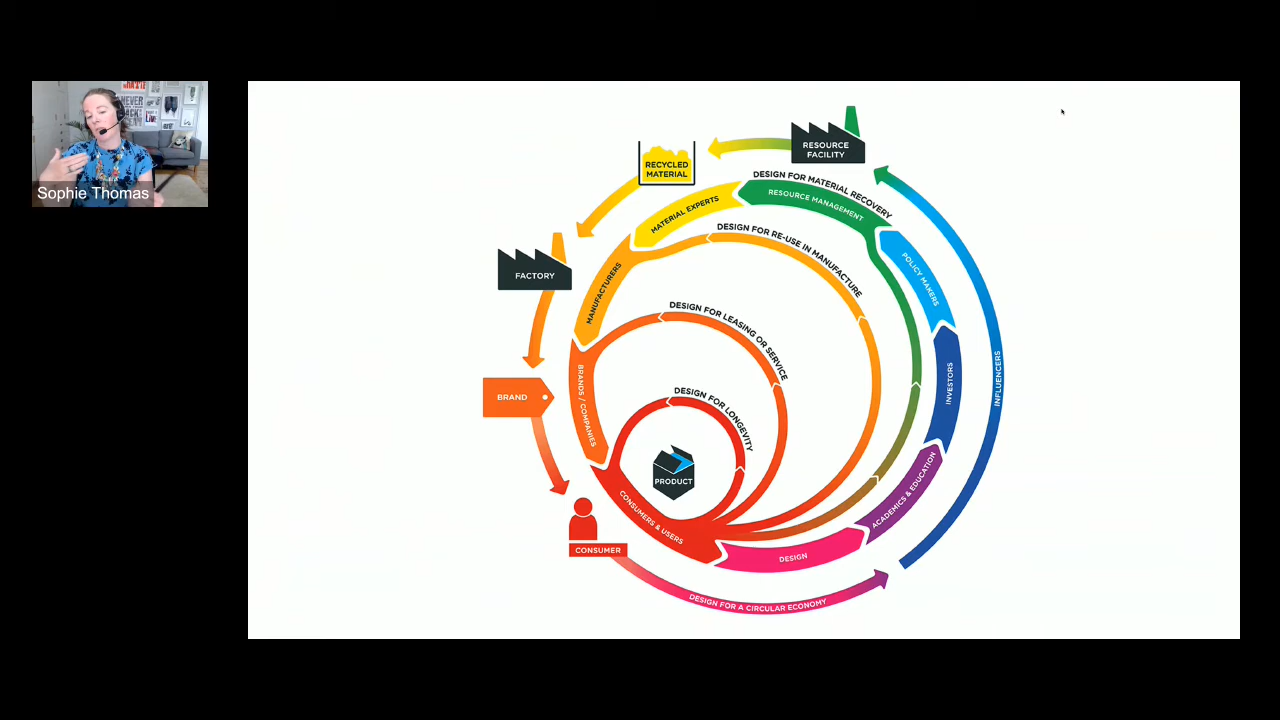 NEVER
Sophie Thomas
RESOURCE
FACILITY
RECYCLED
MATERIAL
DESIGN FOR MATERIAL RECOVERY
RESOURCE MANAGEMENT
MATERIAL EXPERTS
DESIGN FOR RE-USE IN MANUFACTURE
POLICY MAKERS
FACTORY
MANUFACTURERS
DESIGN FOR LEASING OR SERVICE
INFLUENCERS
INVESTORS
BRAND
BRANDS / COMPANIES
DESIGN FOR LONGEVITY
PRODUCT
ACADEMICS & EDUCATION
CONSUMERS & USERS
CONSUMER
DESIGN
DESIGN FOR A CIRCULAR ECONOMY